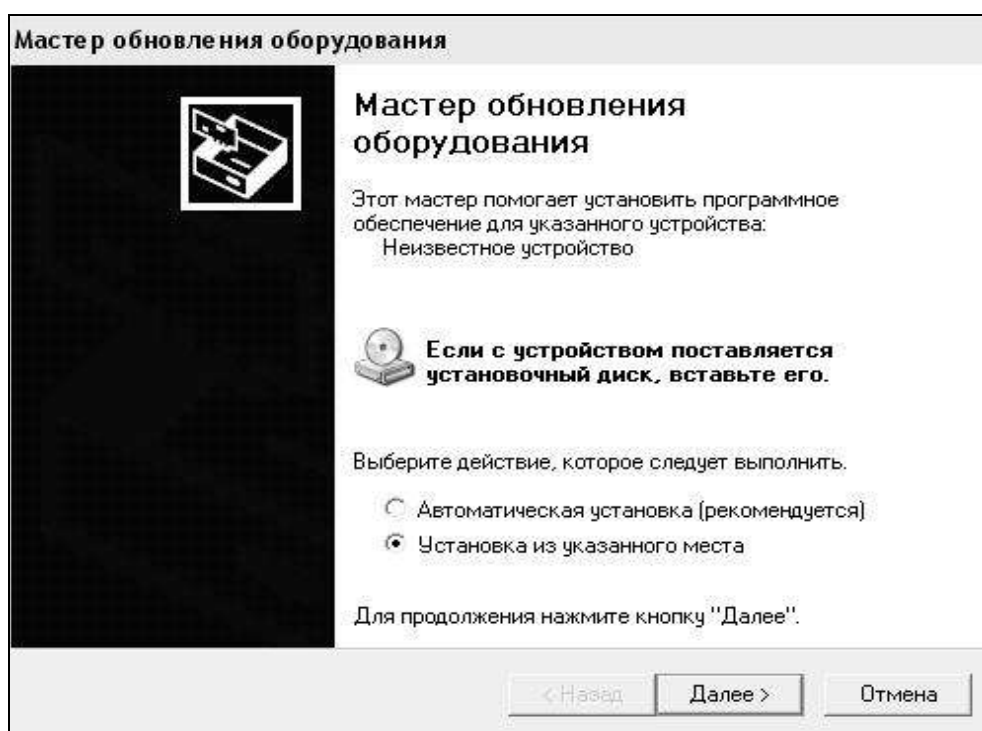 Мастер обновления оборудования
Мастер обновления
оборудования
Этот мастер помогает установить программное
обеспечение для указанного устройства:
Неизвестное устройство
Если с устройством поставляется
установочный диск, вставьте его.
Выберите действие, которое следует выполнить.
Автоматическая установка (рекомендуется)
Установка из указанного места
Для продолжения нажмите кнопку "Далее".
< Назад Далее > Отмена